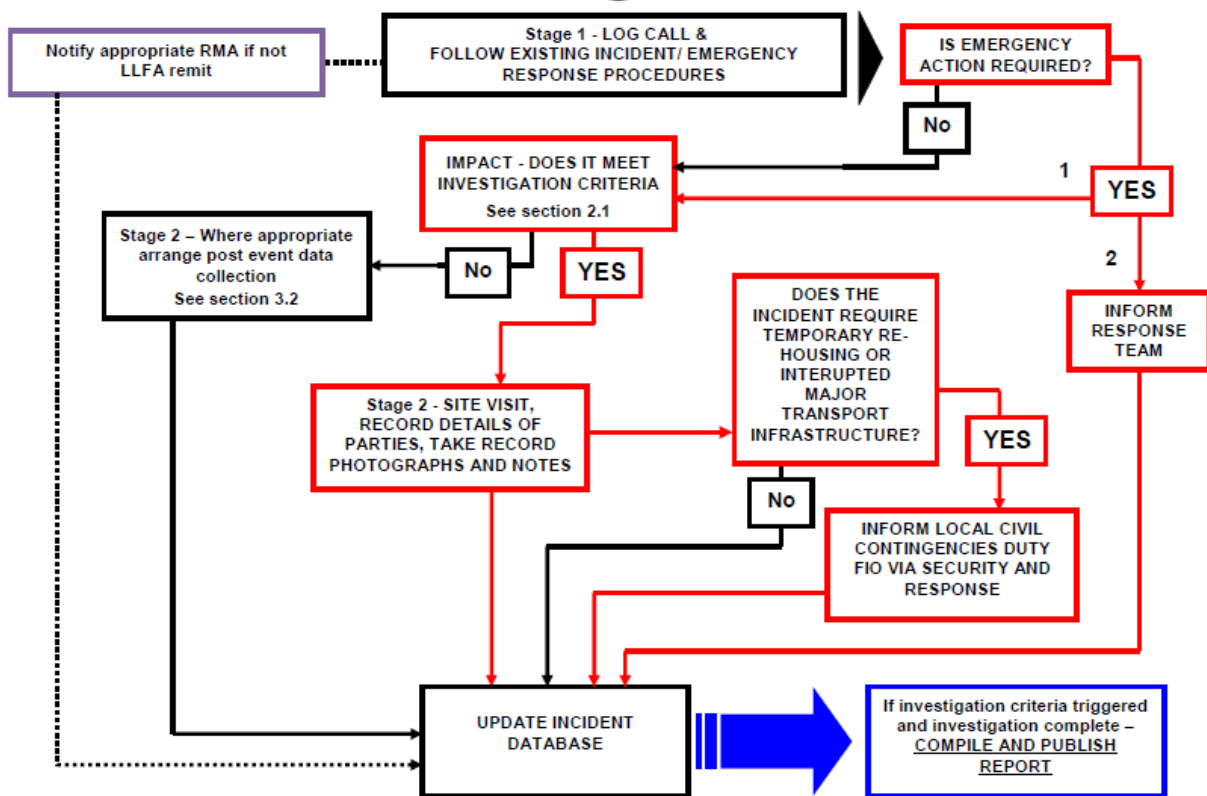 Notify appropriate RMA if not
LLFA remit
Stage 1 - LOG CALL &
FOLLOW EXISTING INCIDENT/ EMERGENCY
RESPONSE PROCEDURES
IS EMERGENCY
ACTION REQUIRED?
No
IMPACT - DOES IT MEET
INVESTIGATION CRITERIA
See section 2.1
1
YES
Stage 2 – Where appropriate
arrange post event data
collection
See section 3.2
No
YES
2
DOES THE
INCIDENT REQUIRE
TEMPORARY RE-
HOUSING OR
INTERUPTED
MAJOR
TRANSPORT
INFRASTRUCTURE?
INFORM
RESPONSE
TEAM
Stage 2 - SITE VISIT,
RECORD DETAILS OF
PARTIES, TAKE RECORD
PHOTOGRAPHS AND NOTES
YES
No
INFORM LOCAL CIVIL
CONTINGENCIES DUTY
FIO VIA SECURITY AND
RESPONSE
UPDATE INCIDENT
DATABASE
If investigation criteria triggered
and investigation complete –
COMPILE AND PUBLISH
REPORT